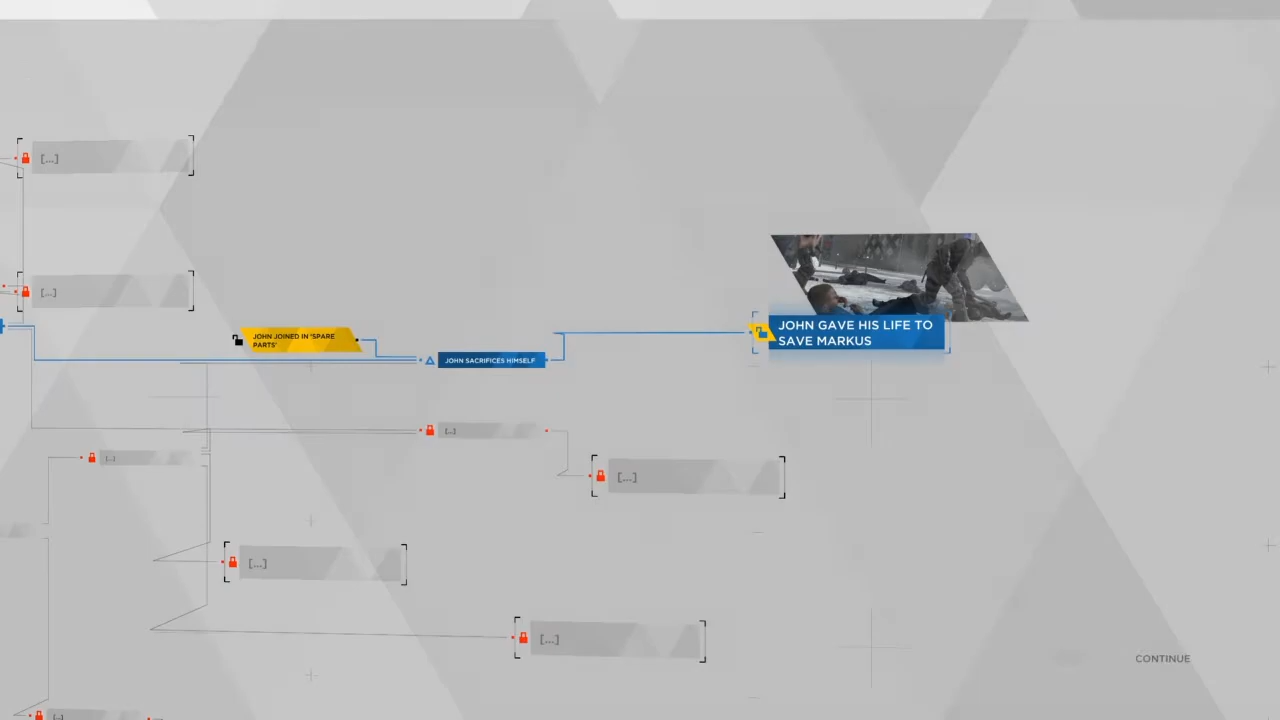 [...]
[...]
JOHN JOINED IN 'SPARE
PARTS'
JOHN SACRIFICES HIMSELF
JOHN GAVE HIS LIFE TO
SAVE MARKUS
[...]
[...]
[...]
[...]
[...]
CONTINUE
[...]